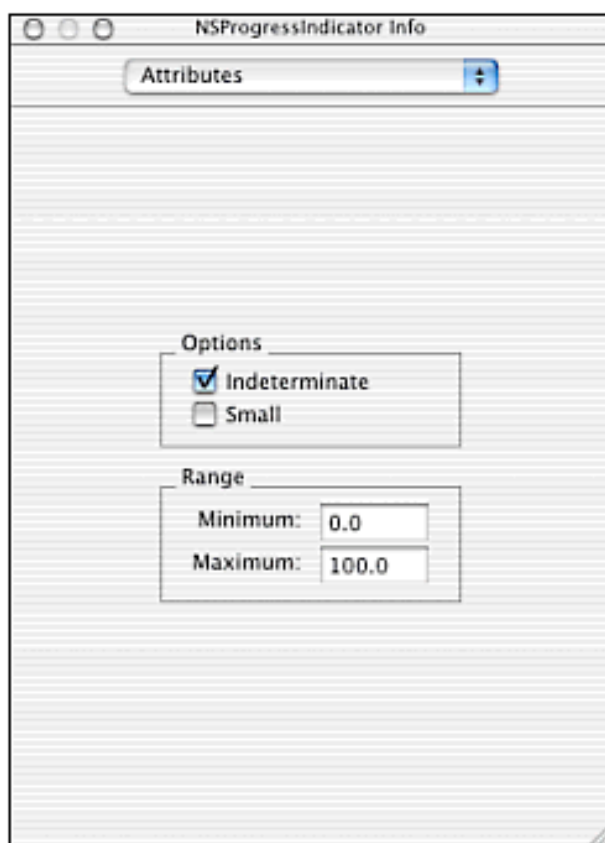 NSProgressIndicator Info
Attributes
Options
Indeterminate
Small
Range
Minimum: 0.0
Maximum: 100.0